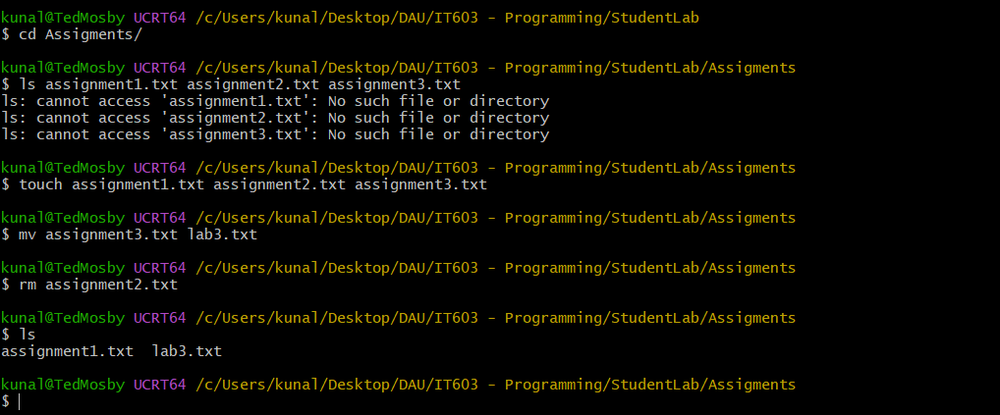 kunal@TedMosby UCRT64 /c/Users/kunal/Desktop/DAU/IT603 - Programming/StudentLab
$ cd Assigments/
kunal@TedMosby UCRT64 /c/Users/kunal/Desktop/DAU/IT603 - Programming/StudentLab/Assigments
$ ls assignment1.txt assignment2.txt assignment3.txt
ls: cannot access 'assignment1.txt': No such file or directory
ls: cannot access 'assignment2.txt': No such file or directory
ls: cannot access 'assignment3.txt': No such file or directory
kunal@TedMosby UCRT64 /c/Users/kunal/Desktop/DAU/IT603 - Programming/StudentLab/Assigments
$ touch assignment1.txt assignment2.txt assignment3.txt
kunal@TedMosby UCRT64 /c/Users/kunal/Desktop/DAU/IT603 - Programming/StudentLab/Assigments
$ mv assignment3.txt lab3.txt
kunal@TedMosby UCRT64 /c/Users/kunal/Desktop/DAU/IT603 - Programming/StudentLab/Assigments
$ rm assignment2.txt
kunal@TedMosby UCRT64 /c/Users/kunal/Desktop/DAU/IT603 - Programming/StudentLab/Assigments
$ ls
assignment1.txt  lab3.txt
kunal@TedMosby UCRT64 /c/Users/kunal/Desktop/DAU/IT603 - Programming/StudentLab/Assigments
$